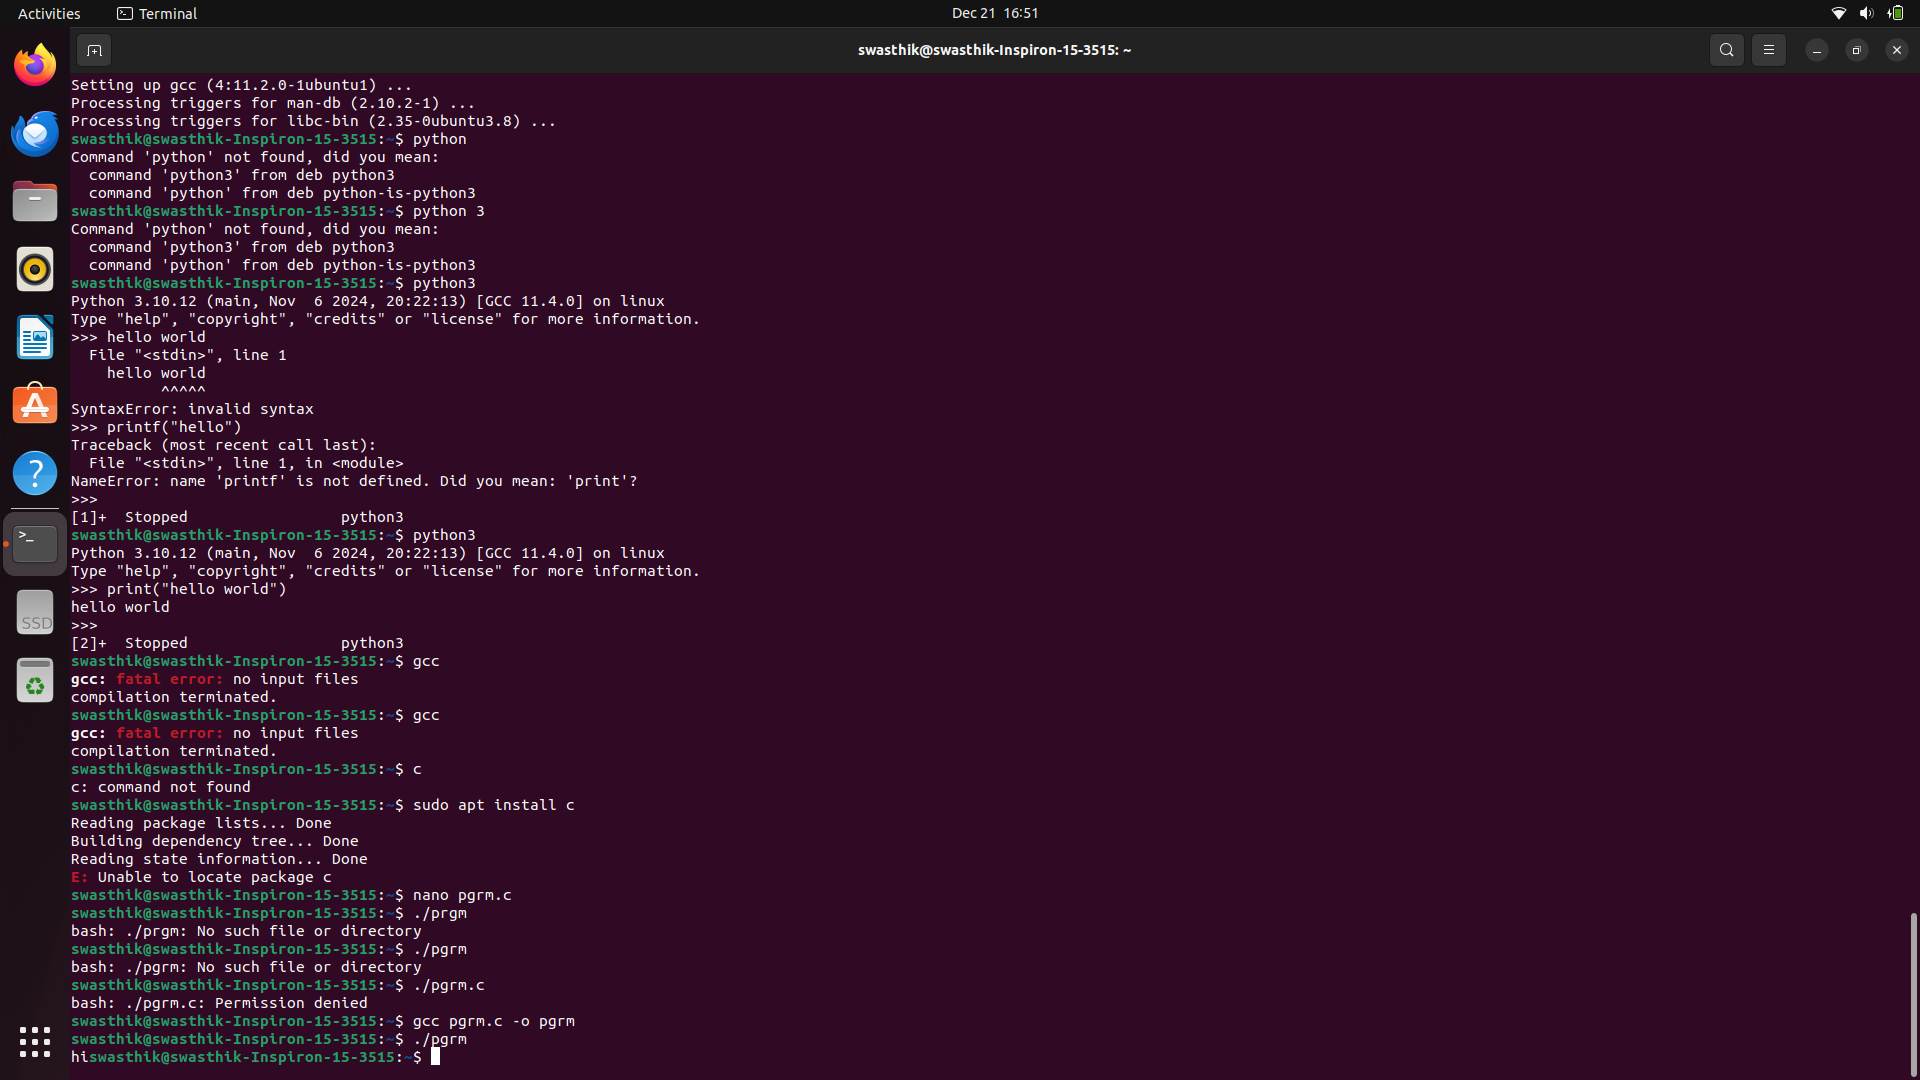 Activities
Terminal
Dec 21 16:51
swasthik@swasthik-Inspiron-15-3515: ~
Setting up gcc (4:11.2.0-1ubuntu1) ...
Processing triggers for man-db (2.10.2-1) ...
Processing triggers for libc-bin (2.35-0ubuntu3.8) ...
swasthik@swasthik-Inspiron-15-3515:~$ python
Command 'python' not found, did you mean:
  command 'python3' from deb python3
  command 'python' from deb python-is-python3
swasthik@swasthik-Inspiron-15-3515:~$ python 3
Command 'python' not found, did you mean:
  command 'python3' from deb python3
  command 'python' from deb python-is-python3
swasthik@swasthik-Inspiron-15-3515:~$ python3
Python 3.10.12 (main, Nov  6 2024, 20:22:13) [GCC 11.4.0] on linux
Type "help", "copyright", "credits" or "license" for more information.
>>> hello world
  File "<stdin>", line 1
    hello world
          ^^^^^
SyntaxError: invalid syntax
>>> printf("hello")
Traceback (most recent call last):
  File "<stdin>", line 1, in <module>
NameError: name 'printf' is not defined. Did you mean: 'print'?
>>>
[1]+  Stopped                 python3
swasthik@swasthik-Inspiron-15-3515:~$ python3
Python 3.10.12 (main, Nov  6 2024, 20:22:13) [GCC 11.4.0] on linux
Type "help", "copyright", "credits" or "license" for more information.
>>> print("hello world")
hello world
>>>
[2]+  Stopped                 python3
swasthik@swasthik-Inspiron-15-3515:~$ gcc
gcc: fatal error: no input files
compilation terminated.
swasthik@swasthik-Inspiron-15-3515:~$ gcc
gcc: fatal error: no input files
compilation terminated.
swasthik@swasthik-Inspiron-15-3515:~$ c
c: command not found
swasthik@swasthik-Inspiron-15-3515:~$ sudo apt install c
Reading package lists... Done
Building dependency tree... Done
Reading state information... Done
E: Unable to locate package c
swasthik@swasthik-Inspiron-15-3515:~$ nano pgrm.c
swasthik@swasthik-Inspiron-15-3515:~$ ./prgm
bash: ./prgm: No such file or directory
swasthik@swasthik-Inspiron-15-3515:~$ ./pgrm
bash: ./pgrm: No such file or directory
swasthik@swasthik-Inspiron-15-3515:~$ ./pgrm.c
bash: ./pgrm.c: Permission denied
swasthik@swasthik-Inspiron-15-3515:~$ gcc pgrm.c -o pgrm
swasthik@swasthik-Inspiron-15-3515:~$ ./pgrm
hiswasthik@swasthik-Inspiron-15-3515:~$
SSD